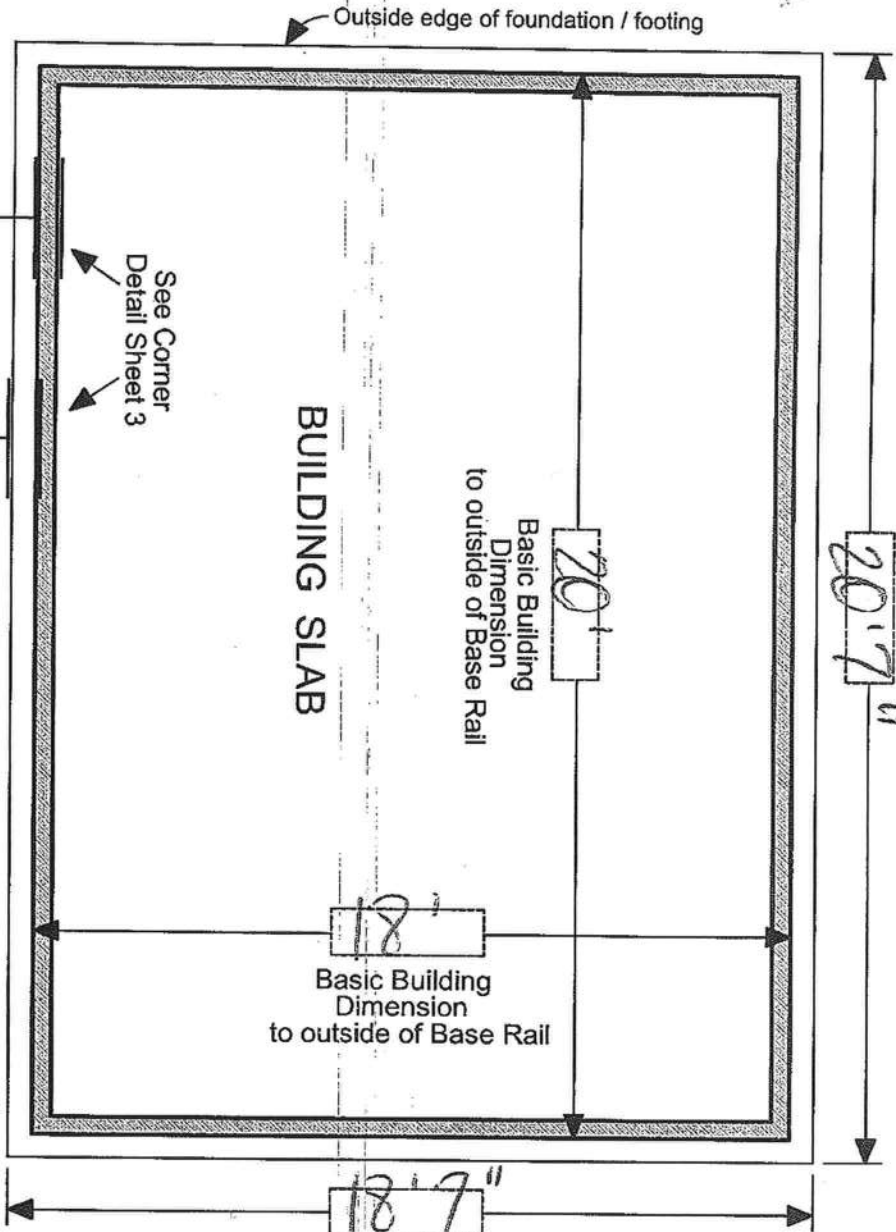 Outside edge of foundation / footing
20'7"
20'
Basic Building
Dimension
to outside of Base Rail
See Corner
Detail Sheet 3
BUILDING SLAB
18'
Basic Building
Dimension
to outside of Base Rail
18'7"